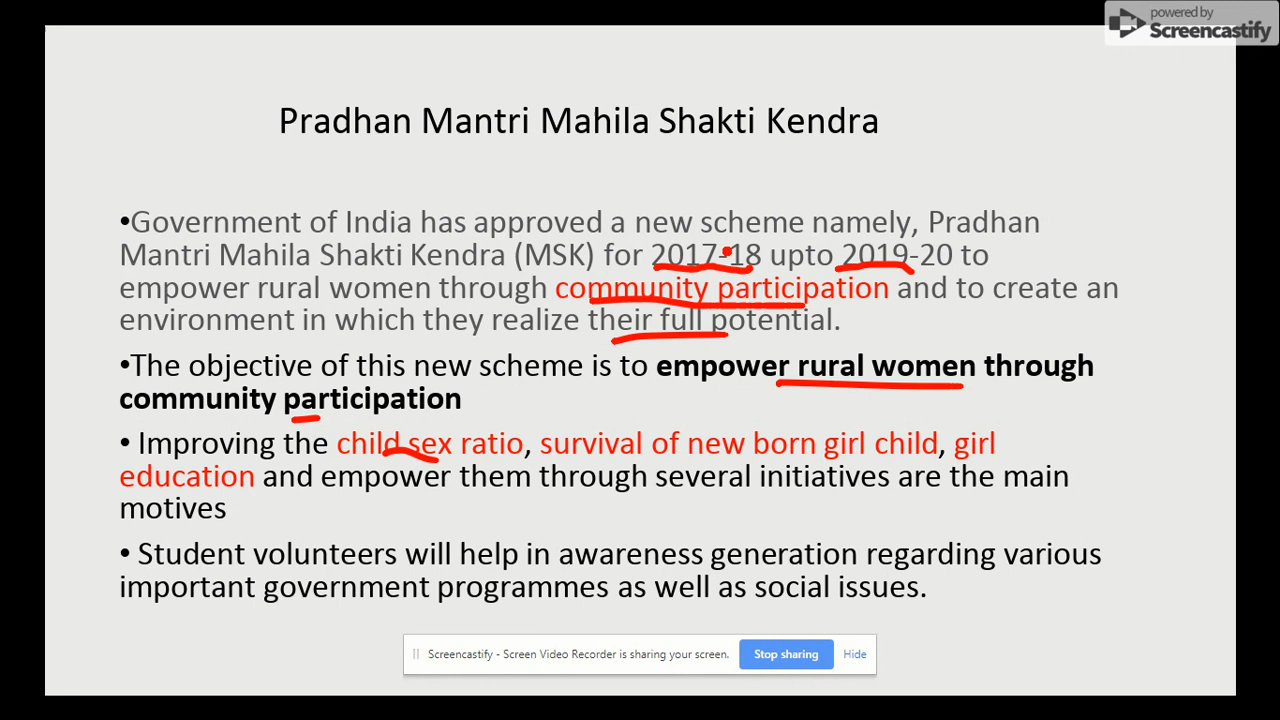 powered by
Screencastify
Pradhan Mantri Mahila Shakti Kendra
•Government of India has approved a new scheme namely, Pradhan
Mantri Mahila Shakti Kendra (MSK) for 2017-18 upto 2019-20 to
empower rural women through community participation and to create an
environment in which they realize their full potential.
•The objective of this new scheme is to empower rural women through
community participation
• Improving the child sex ratio, survival of new born girl child, girl
education and empower them through several initiatives are the main
motives
• Student volunteers will help in awareness generation regarding various
important government programmes as well as social issues.
Screencastify - Screen Video Recorder is sharing your screen. Stop sharing Hide